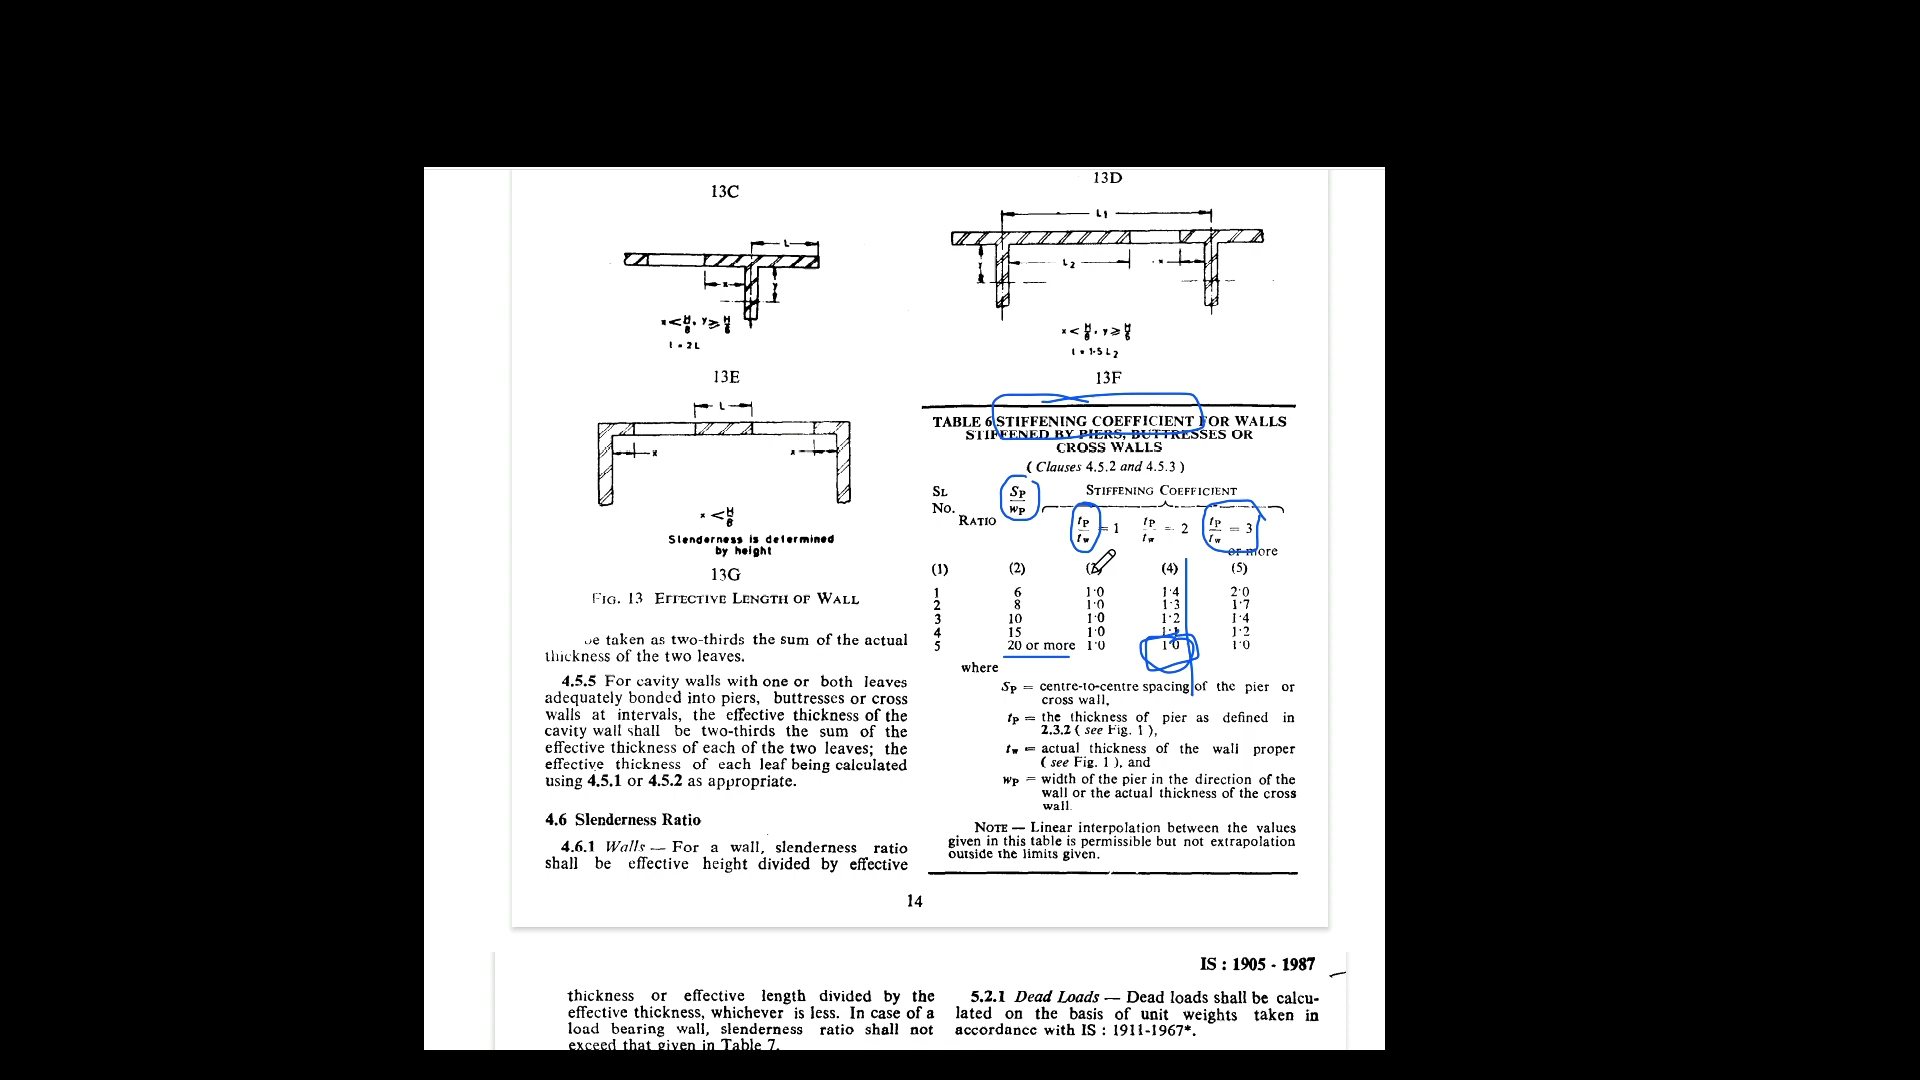 13C
L
x
Y
x < H/8, Y ≥ H/6
l = 2L
13E
L
x
x
x < H/8
Slenderness is determined
by height
13G
FIG. 13 EFFECTIVE LENGTH OF WALL
be taken as two-thirds the sum of the actual
thickness of the two leaves.
4.5.5 For cavity walls with one or both leaves
adequately bonded into piers, buttresses or cross
walls at intervals, the effective thickness of the
cavity wall shall be two-thirds the sum of the
effective thickness of each of the two leaves; the
effective thickness of each leaf being calculated
using 4.5.1 or 4.5.2 as appropriate.
4.6 Slenderness Ratio
4.6.1 Walls — For a wall, slenderness ratio
shall be effective height divided by effective
13D
L1
Y
L2
x
x < H/8, Y ≥ H/6
l = 1·5 L2
13F
TABLE 6 STIFFENING COEFFICIENT FOR WALLS
STIFFENED BY PIERS, BUTTRESSES OR
CROSS WALLS
( Clauses 4.5.2 and 4.5.3 )
SL No. RATIO SP/wP STIFFENING COEFFICIENT
tP/tw = 1 tP/tw = 2 tP/tw = 3
or more
(1) (2) (3) (4) (5)
1 6 1·0 1·4 2·0
2 8 1·0 1·3 1·7
3 10 1·0 1·2 1·4
4 15 1·0 1·1 1·2
5 20 or more 1·0 1·0 1·0
where
SP = centre-to-centre spacing of the pier or
cross wall,
tP = the thickness of pier as defined in
2.3.2 ( see Fig. 1 ),
tw = actual thickness of the wall proper
( see Fig. 1 ), and
wP = width of the pier in the direction of the
wall or the actual thickness of the cross
wall.
NOTE — Linear interpolation between the values
given in this table is permissible but not extrapolation
outside the limits given.
14
IS : 1905 - 1987
thickness or effective length divided by the
effective thickness, whichever is less. In case of a
load bearing wall, slenderness ratio shall not
exceed that given in Table 7.
5.2.1 Dead Loads — Dead loads shall be calcu-
lated on the basis of unit weights taken in
accordance with IS : 1911-1967*.